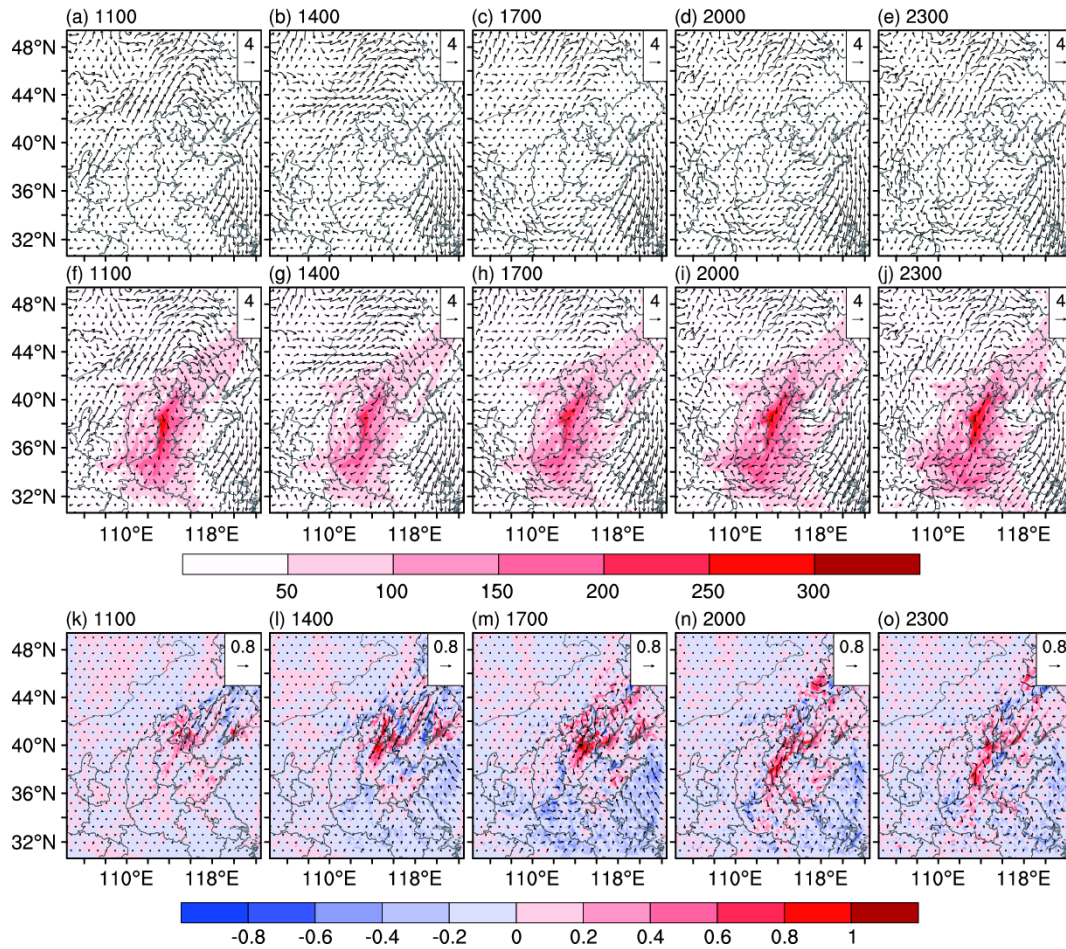 (a) 1100 (b) 1400 (c) 1700 (d) 2000 (e) 2300
4 4 4 4 4
48°N
44°N
40°N
36°N
32°N
(f) 1100 (g) 1400 (h) 1700 (i) 2000 (j) 2300
4 4 4 4 4
48°N
44°N
40°N
36°N
32°N
110°E 118°E 110°E 118°E 110°E 118°E 110°E 118°E 110°E 118°E
50 100 150 200 250 300
(k) 1100 (l) 1400 (m) 1700 (n) 2000 (o) 2300
0.8 0.8 0.8 0.8 0.8
48°N
44°N
40°N
36°N
32°N
110°E 118°E 110°E 118°E 110°E 118°E 110°E 118°E 110°E 118°E
-0.8 -0.6 -0.4 -0.2 0 0.2 0.4 0.6 0.8 1